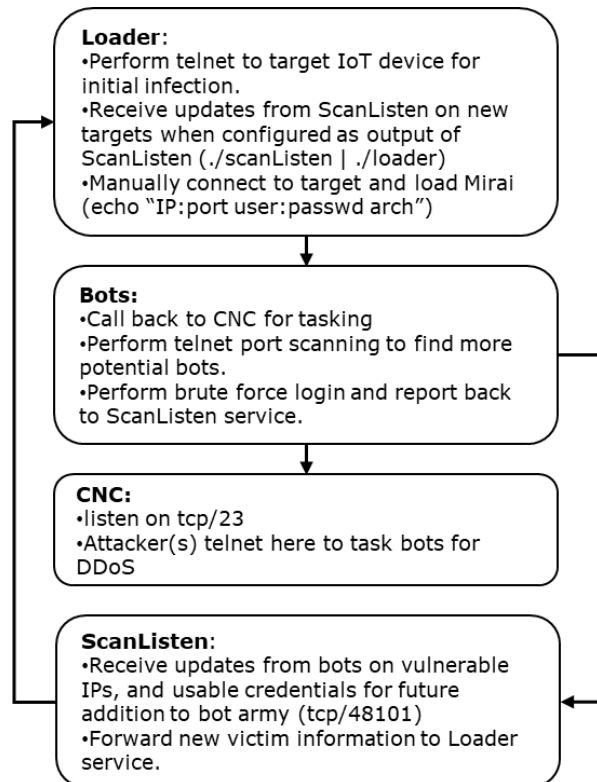 Loader:
•Perform telnet to target IoT device for
initial infection.
•Receive updates from ScanListen on new
targets when configured as output of
ScanListen (./scanListen | ./loader)
•Manually connect to target and load Mirai
(echo “IP:port user:passwd arch”)
Bots:
•Call back to CNC for tasking
•Perform telnet port scanning to find more
potential bots.
•Perform brute force login and report back
to ScanListen service.
CNC:
•listen on tcp/23
•Attacker(s) telnet here to task bots for
DDoS
ScanListen:
•Receive updates from bots on vulnerable
IPs, and usable credentials for future
addition to bot army (tcp/48101)
•Forward new victim information to Loader
service.